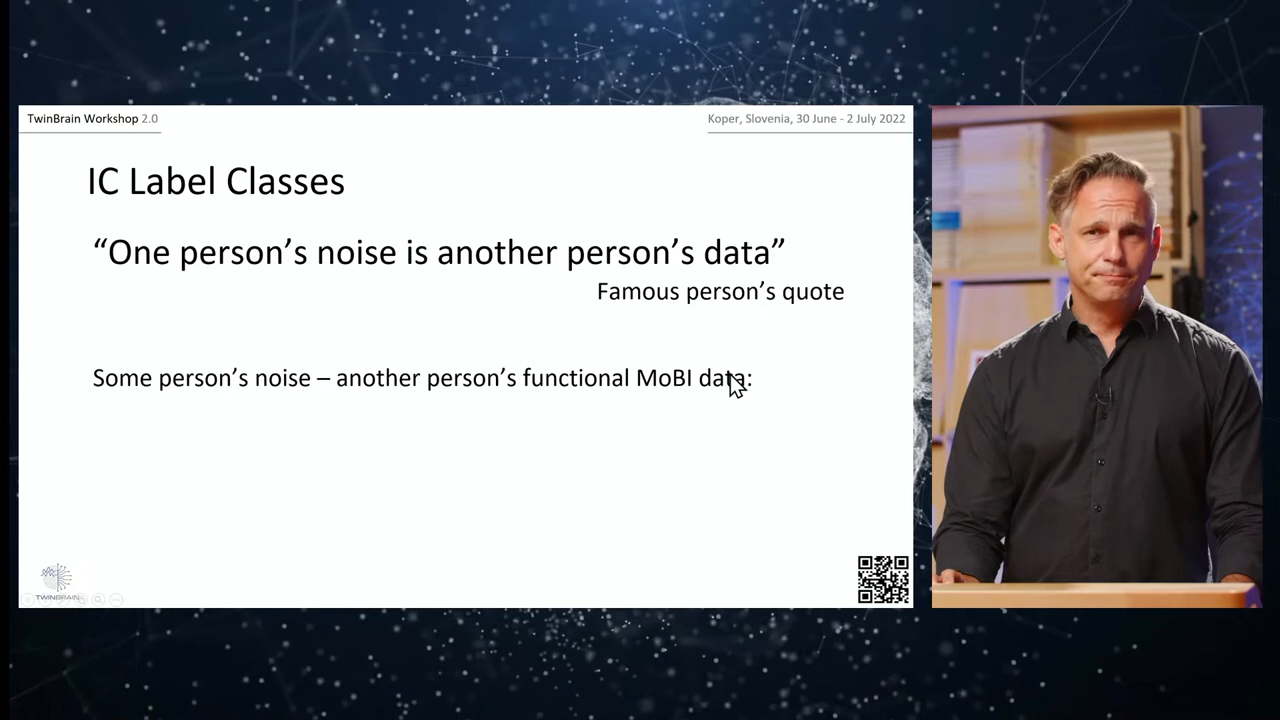 TwinBrain Workshop 2.0
Koper, Slovenia, 30 June - 2 July 2022
IC Label Classes
“One person’s noise is another person’s data”
Famous person’s quote
Some person’s noise – another person’s functional MoBI data:
TWINBRAIN